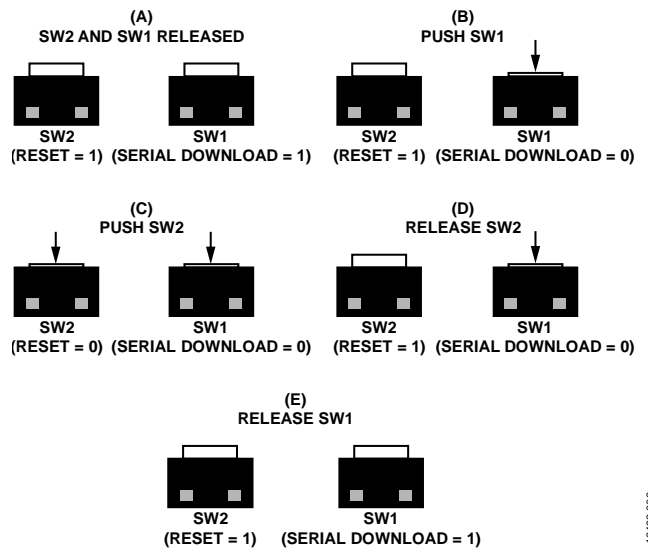 (A)
SW2 AND SW1 RELEASED
SW2
(RESET = 1)
SW1
(SERIAL DOWNLOAD = 1)
(B)
PUSH SW1
SW2
(RESET = 1)
SW1
(SERIAL DOWNLOAD = 0)
(C)
PUSH SW2
SW2
(RESET = 0)
SW1
(SERIAL DOWNLOAD = 0)
(D)
RELEASE SW2
SW2
(RESET = 1)
SW1
(SERIAL DOWNLOAD = 0)
(E)
RELEASE SW1
SW2
(RESET = 1)
SW1
(SERIAL DOWNLOAD = 1)